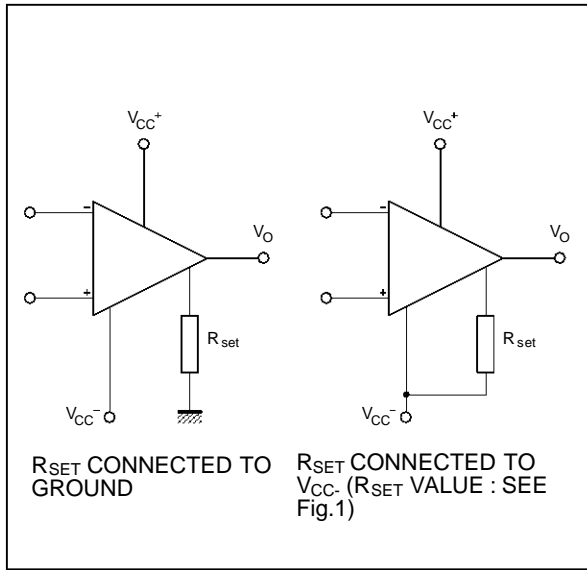 VCC+
VCC+
-
-
VO
VO
+
+
Rset
Rset
VCC-
VCC-
RSET CONNECTED TO
GROUND
RSET CONNECTED TO
VCC- (RSET VALUE : SEE
Fig.1)